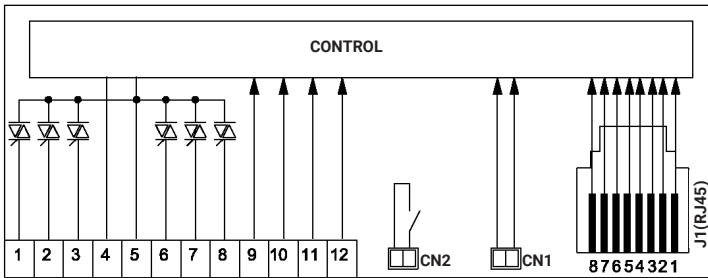 CONTROL
1 2 3 4 5 6 7 8 9 10 11 12
CN2
CN1
87654321
J1(RJ45)